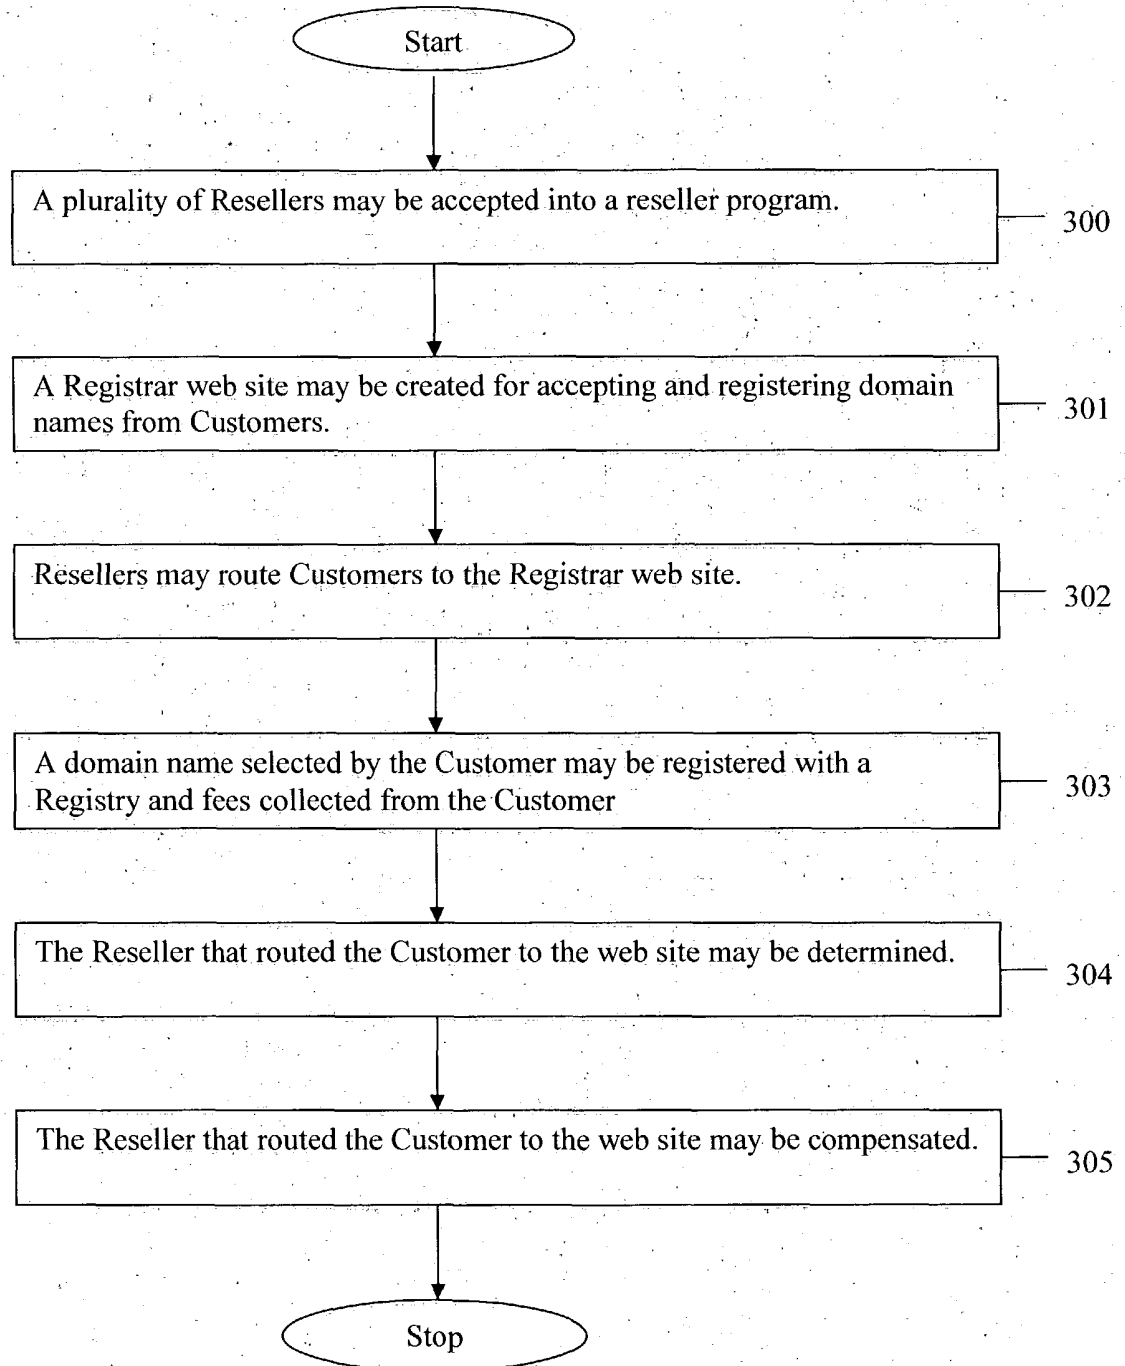 Start
A plurality of Resellers may be accepted into a reseller program.
300
A Registrar web site may be created for accepting and registering domain
names from Customers.
301
Resellers may route Customers to the Registrar web site.
302
A domain name selected by the Customer may be registered with a
Registry and fees collected from the Customer
303
The Reseller that routed the Customer to the web site may be determined.
304
The Reseller that routed the Customer to the web site may be compensated.
305
Stop